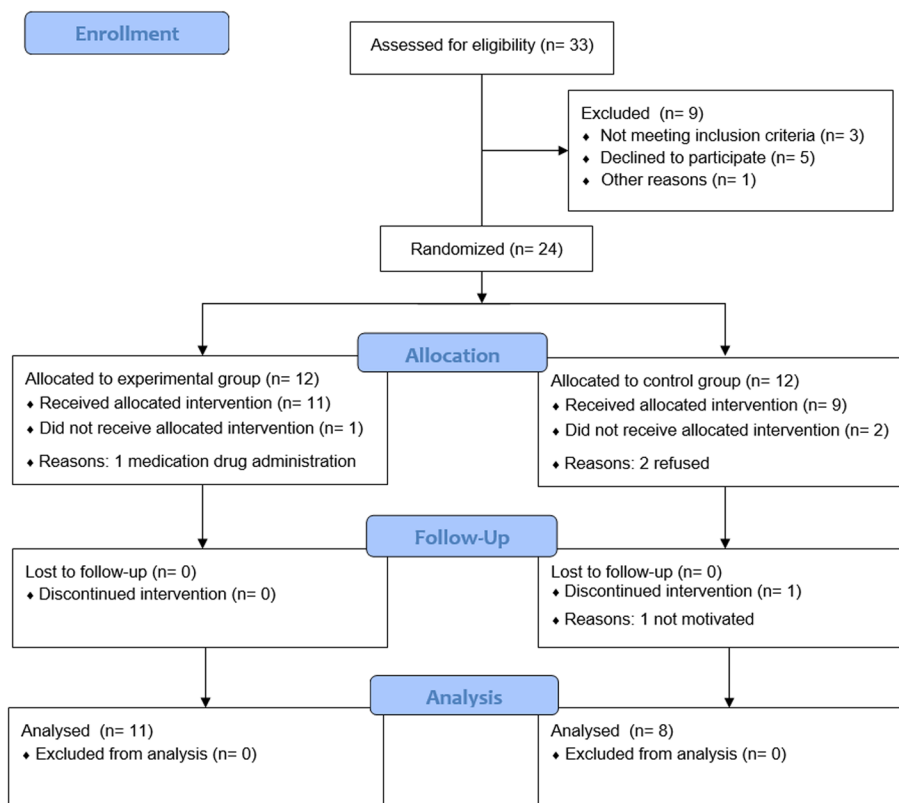 Enrollment
Assessed for eligibility (n= 33)
Excluded (n= 9)
♦ Not meeting inclusion criteria (n= 3)
♦ Declined to participate (n= 5)
♦ Other reasons (n= 1)
Randomized (n= 24)
Allocation
Allocated to experimental group (n= 12)
♦ Received allocated intervention (n= 11)
♦ Did not receive allocated intervention (n= 1)
♦ Reasons: 1 medication drug administration
Allocated to control group (n= 12)
♦ Received allocated intervention (n= 9)
♦ Did not receive allocated intervention (n= 2)
♦ Reasons: 2 refused
Follow-Up
Lost to follow-up (n= 0)
♦ Discontinued intervention (n= 0)
Lost to follow-up (n= 0)
♦ Discontinued intervention (n= 1)
♦ Reasons: 1 not motivated
Analysis
Analysed (n= 11)
♦ Excluded from analysis (n= 0)
Analysed (n= 8)
♦ Excluded from analysis (n= 0)